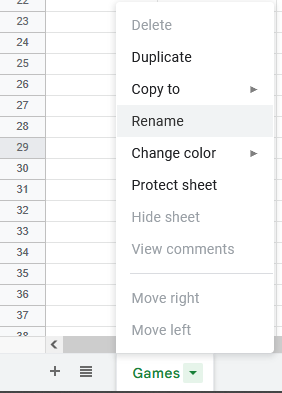 22
23
24
25
26
27
28
29
30
31
32
33
34
35
36
37
38
Delete
Duplicate
Copy to
Rename
Change color
Protect sheet
Hide sheet
View comments
Move right
Move left
+
Games